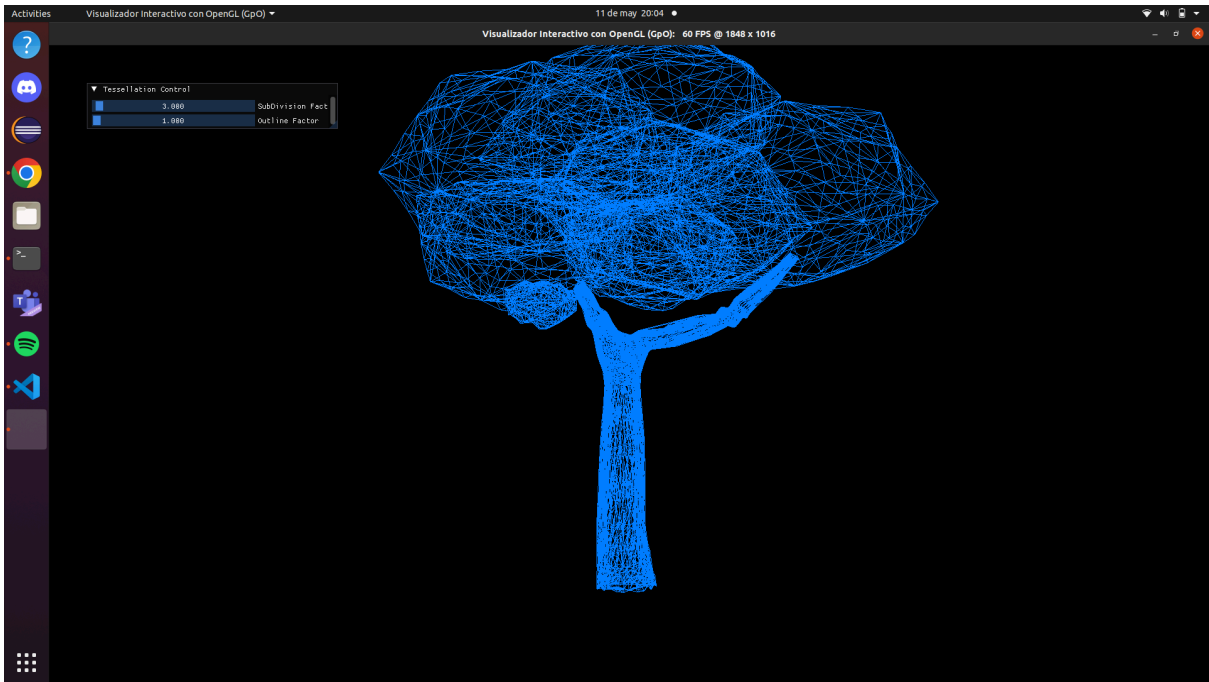 Activities Visualizador Interactivo con OpenGL (GpO) 11 de may 20:04
Visualizador Interactivo con OpenGL (GpO): 60 FPS @ 1848 x 1016
Tessellation Control
3.000 SubDivision Fact
1.000 Outline Factor